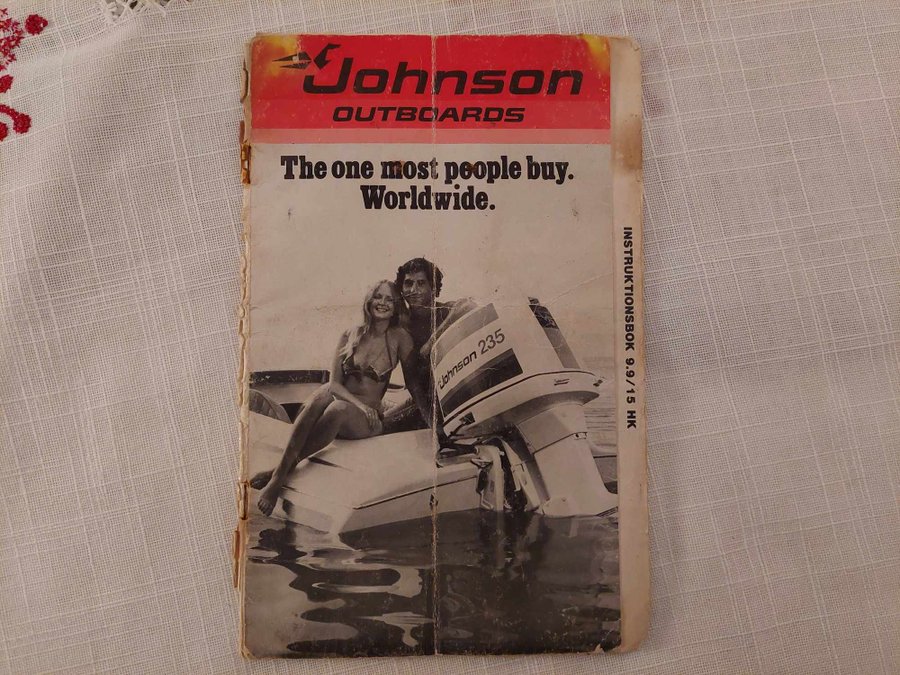 Johnson
OUTBOARDS
The one most people buy.
Worldwide.
Johnson 235
INSTRUKTIONSBOK 9.9/15 HK